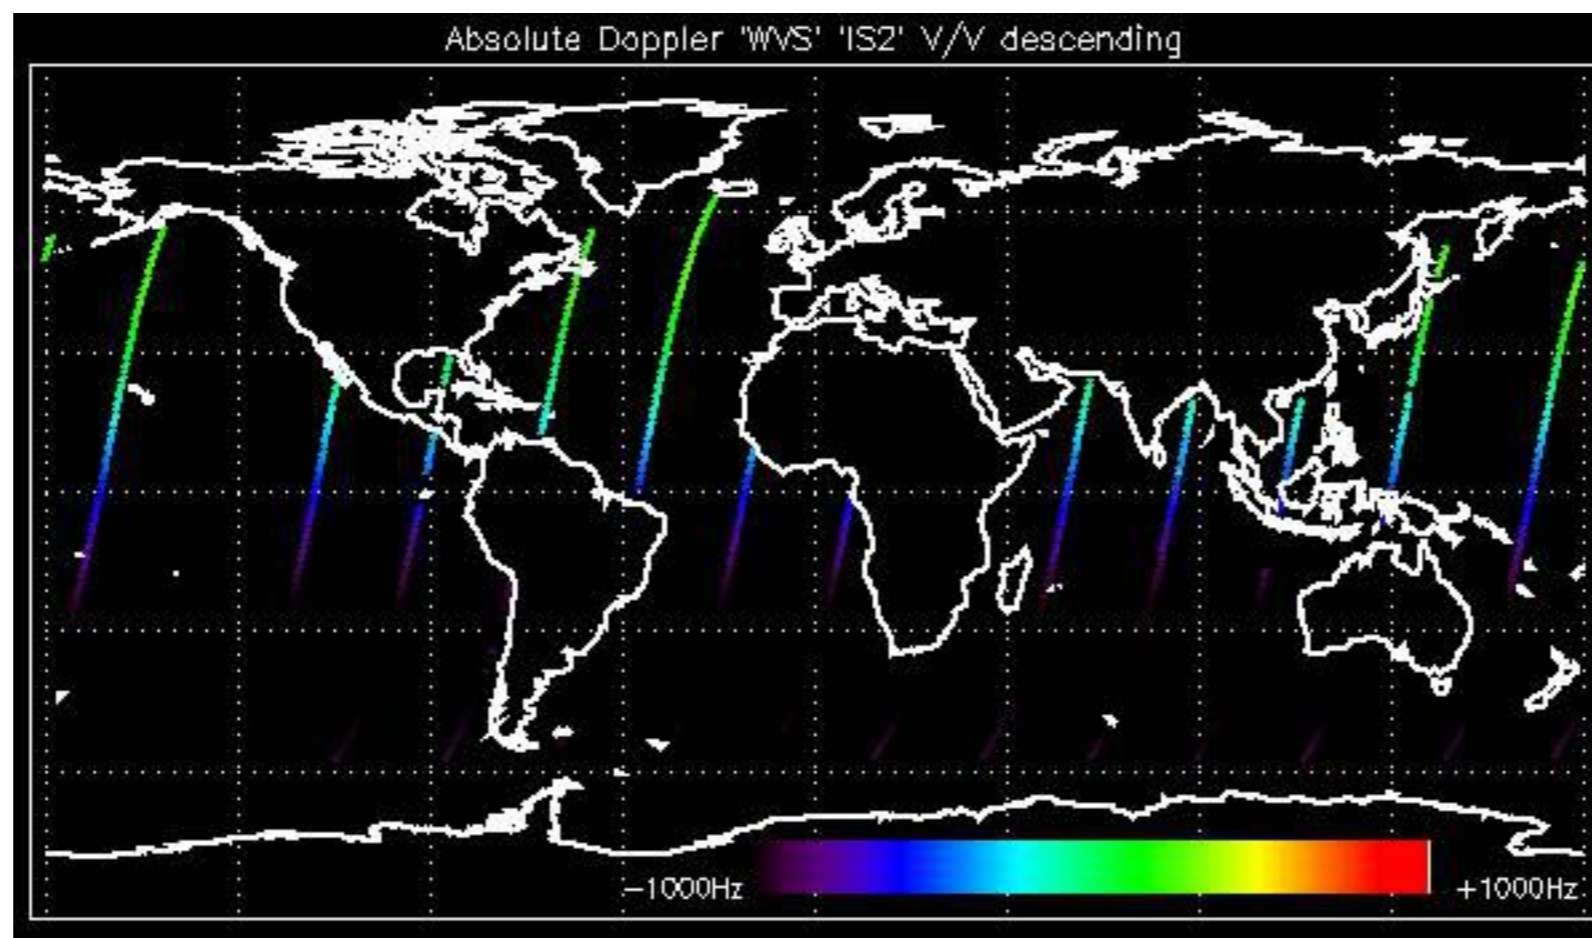 Absolute Doppler 'WVS' 'IS2' V/V descending
−1000Hz
+1000Hz